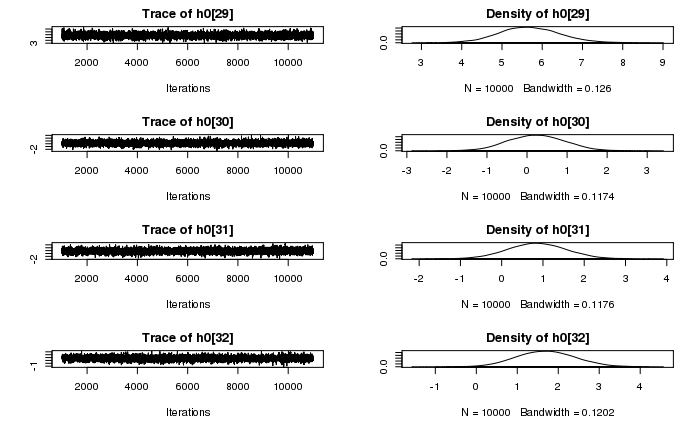 Trace of h0[29] Density of h0[29]
3 0.0
2000 4000 6000 8000 10000 3 4 5 6 7 8 9
Iterations N = 10000 Bandwidth = 0.126
Trace of h0[30] Density of h0[30]
-2 0.0
2000 4000 6000 8000 10000 -3 -2 -1 0 1 2 3
Iterations N = 10000 Bandwidth = 0.1174
Trace of h0[31] Density of h0[31]
-2 0.0
2000 4000 6000 8000 10000 -2 -1 0 1 2 3 4
Iterations N = 10000 Bandwidth = 0.1176
Trace of h0[32] Density of h0[32]
-1 0.0
2000 4000 6000 8000 10000 -1 0 1 2 3 4
Iterations N = 10000 Bandwidth = 0.1202